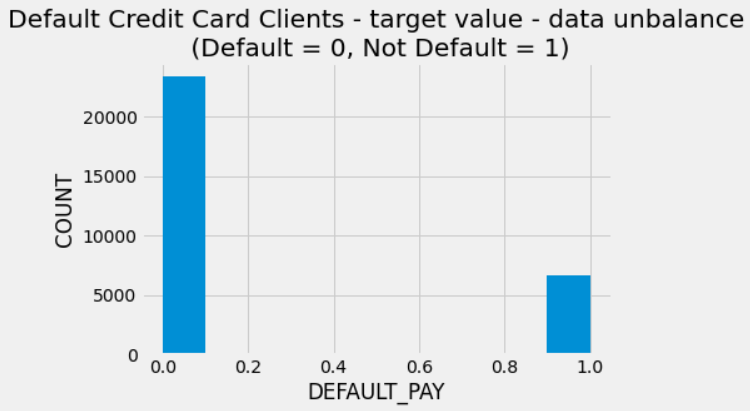 Default Credit Card Clients - target value - data unbalance
(Default = 0, Not Default = 1)
20000
15000
10000
5000
0
COUNT
0.0 0.2 0.4 0.6 0.8 1.0
DEFAULT_PAY